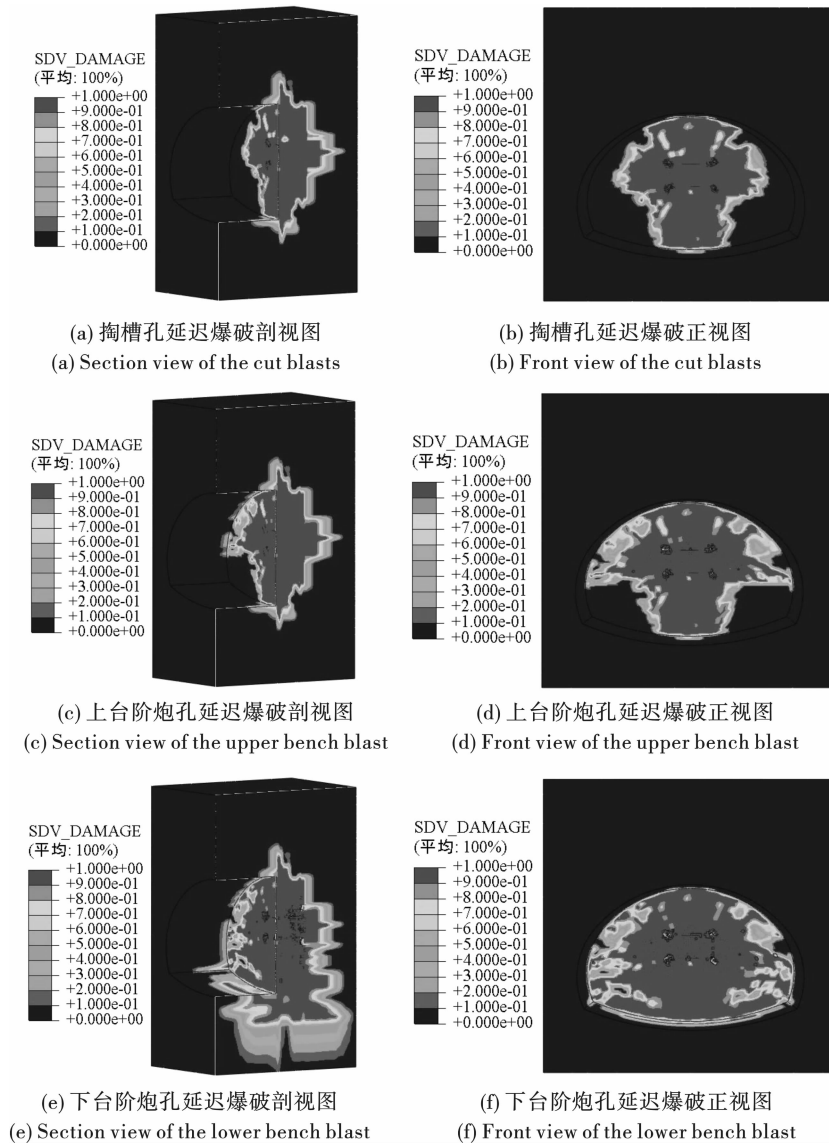 SDV_DAMAGE
(平均: 100%)
+1.000e+00
+9.000e-01
+8.000e-01
+7.000e-01
+6.000e-01
+5.000e-01
+4.000e-01
+3.000e-01
+2.000e-01
+1.000e-01
+0.000e+00
SDV_DAMAGE
(平均: 100%)
+1.000e+00
+9.000e-01
+8.000e-01
+7.000e-01
+6.000e-01
+5.000e-01
+4.000e-01
+3.000e-01
+2.000e-01
+1.000e-01
+0.000e+00
(a) 掏槽孔延迟爆破剖视图
(a) Section view of the cut blasts
(b) 掏槽孔延迟爆破正视图
(b) Front view of the cut blasts
SDV_DAMAGE
(平均: 100%)
+1.000e+00
+9.000e-01
+8.000e-01
+7.000e-01
+6.000e-01
+5.000e-01
+4.000e-01
+3.000e-01
+2.000e-01
+1.000e-01
+0.000e+00
SDV_DAMAGE
(平均: 100%)
+1.000e+00
+9.000e-01
+8.000e-01
+7.000e-01
+6.000e-01
+5.000e-01
+4.000e-01
+3.000e-01
+2.000e-01
+1.000e-01
+0.000e+00
(c) 上台阶炮孔延迟爆破剖视图
(c) Section view of the upper bench blast
(d) 上台阶炮孔延迟爆破正视图
(d) Front view of the upper bench blast
SDV_DAMAGE
(平均: 100%)
+1.000e+00
+9.000e-01
+8.000e-01
+7.000e-01
+6.000e-01
+5.000e-01
+4.000e-01
+3.000e-01
+2.000e-01
+1.000e-01
+0.000e+00
SDV_DAMAGE
(平均: 100%)
+1.000e+00
+9.000e-01
+8.000e-01
+7.000e-01
+6.000e-01
+5.000e-01
+4.000e-01
+3.000e-01
+2.000e-01
+1.000e-01
+0.000e+00
(e) 下台阶炮孔延迟爆破剖视图
(e) Section view of the lower bench blast
(f) 下台阶炮孔延迟爆破正视图
(f) Front view of the lower bench blast